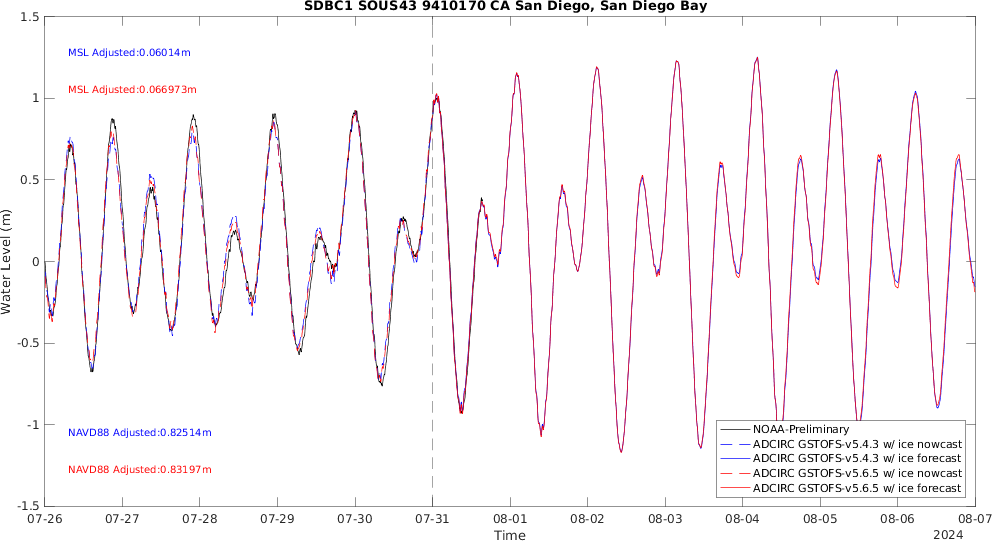 SDBC1 SOUS43 9410170 CA San Diego, San Diego Bay
1.5
MSL Adjusted:0.06014m
MSL Adjusted:0.066973m
1
0.5
Water Level (m)
0
-0.5
-1
NAVD88 Adjusted:0.82514m
NAVD88 Adjusted:0.83197m
NOAA-Preliminary
ADCIRC GSTOFS-v5.4.3 w/ ice nowcast
ADCIRC GSTOFS-v5.4.3 w/ ice forecast
ADCIRC GSTOFS-v5.6.5 w/ ice nowcast
ADCIRC GSTOFS-v5.6.5 w/ ice forecast
-1.5
07-26 07-27 07-28 07-29 07-30 07-31 08-01 08-02 08-03 08-04 08-05 08-06 08-07
Time
2024